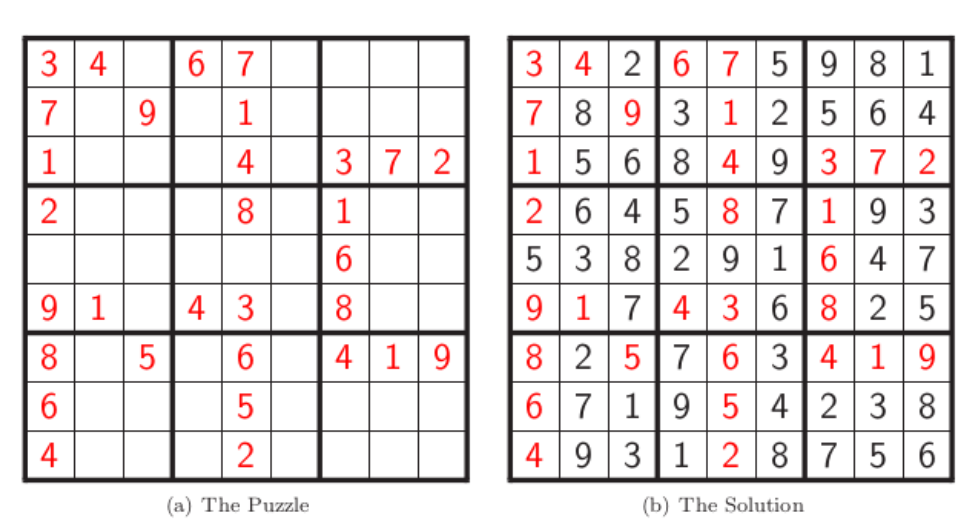 3 4 6 7
7 9 1
1 4 3 7 2
2 8 1
6
9 1 4 3 8
8 5 6 4 1 9
6 5
4 2
(a) The Puzzle
3 4 2 6 7 5 9 8 1
7 8 9 3 1 2 5 6 4
1 5 6 8 4 9 3 7 2
2 6 4 5 8 7 1 9 3
5 3 8 2 9 1 6 4 7
9 1 7 4 3 6 8 2 5
8 2 5 7 6 3 4 1 9
6 7 1 9 5 4 2 3 8
4 9 3 1 2 8 7 5 6
(b) The Solution